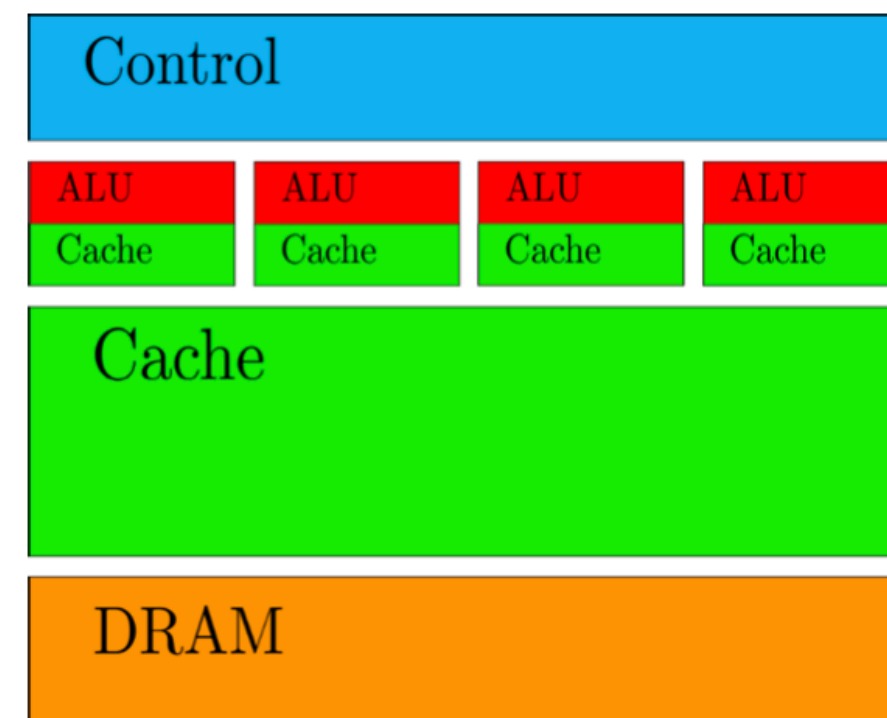 Control
ALU ALU ALU ALU
Cache Cache Cache Cache
Cache
DRAM